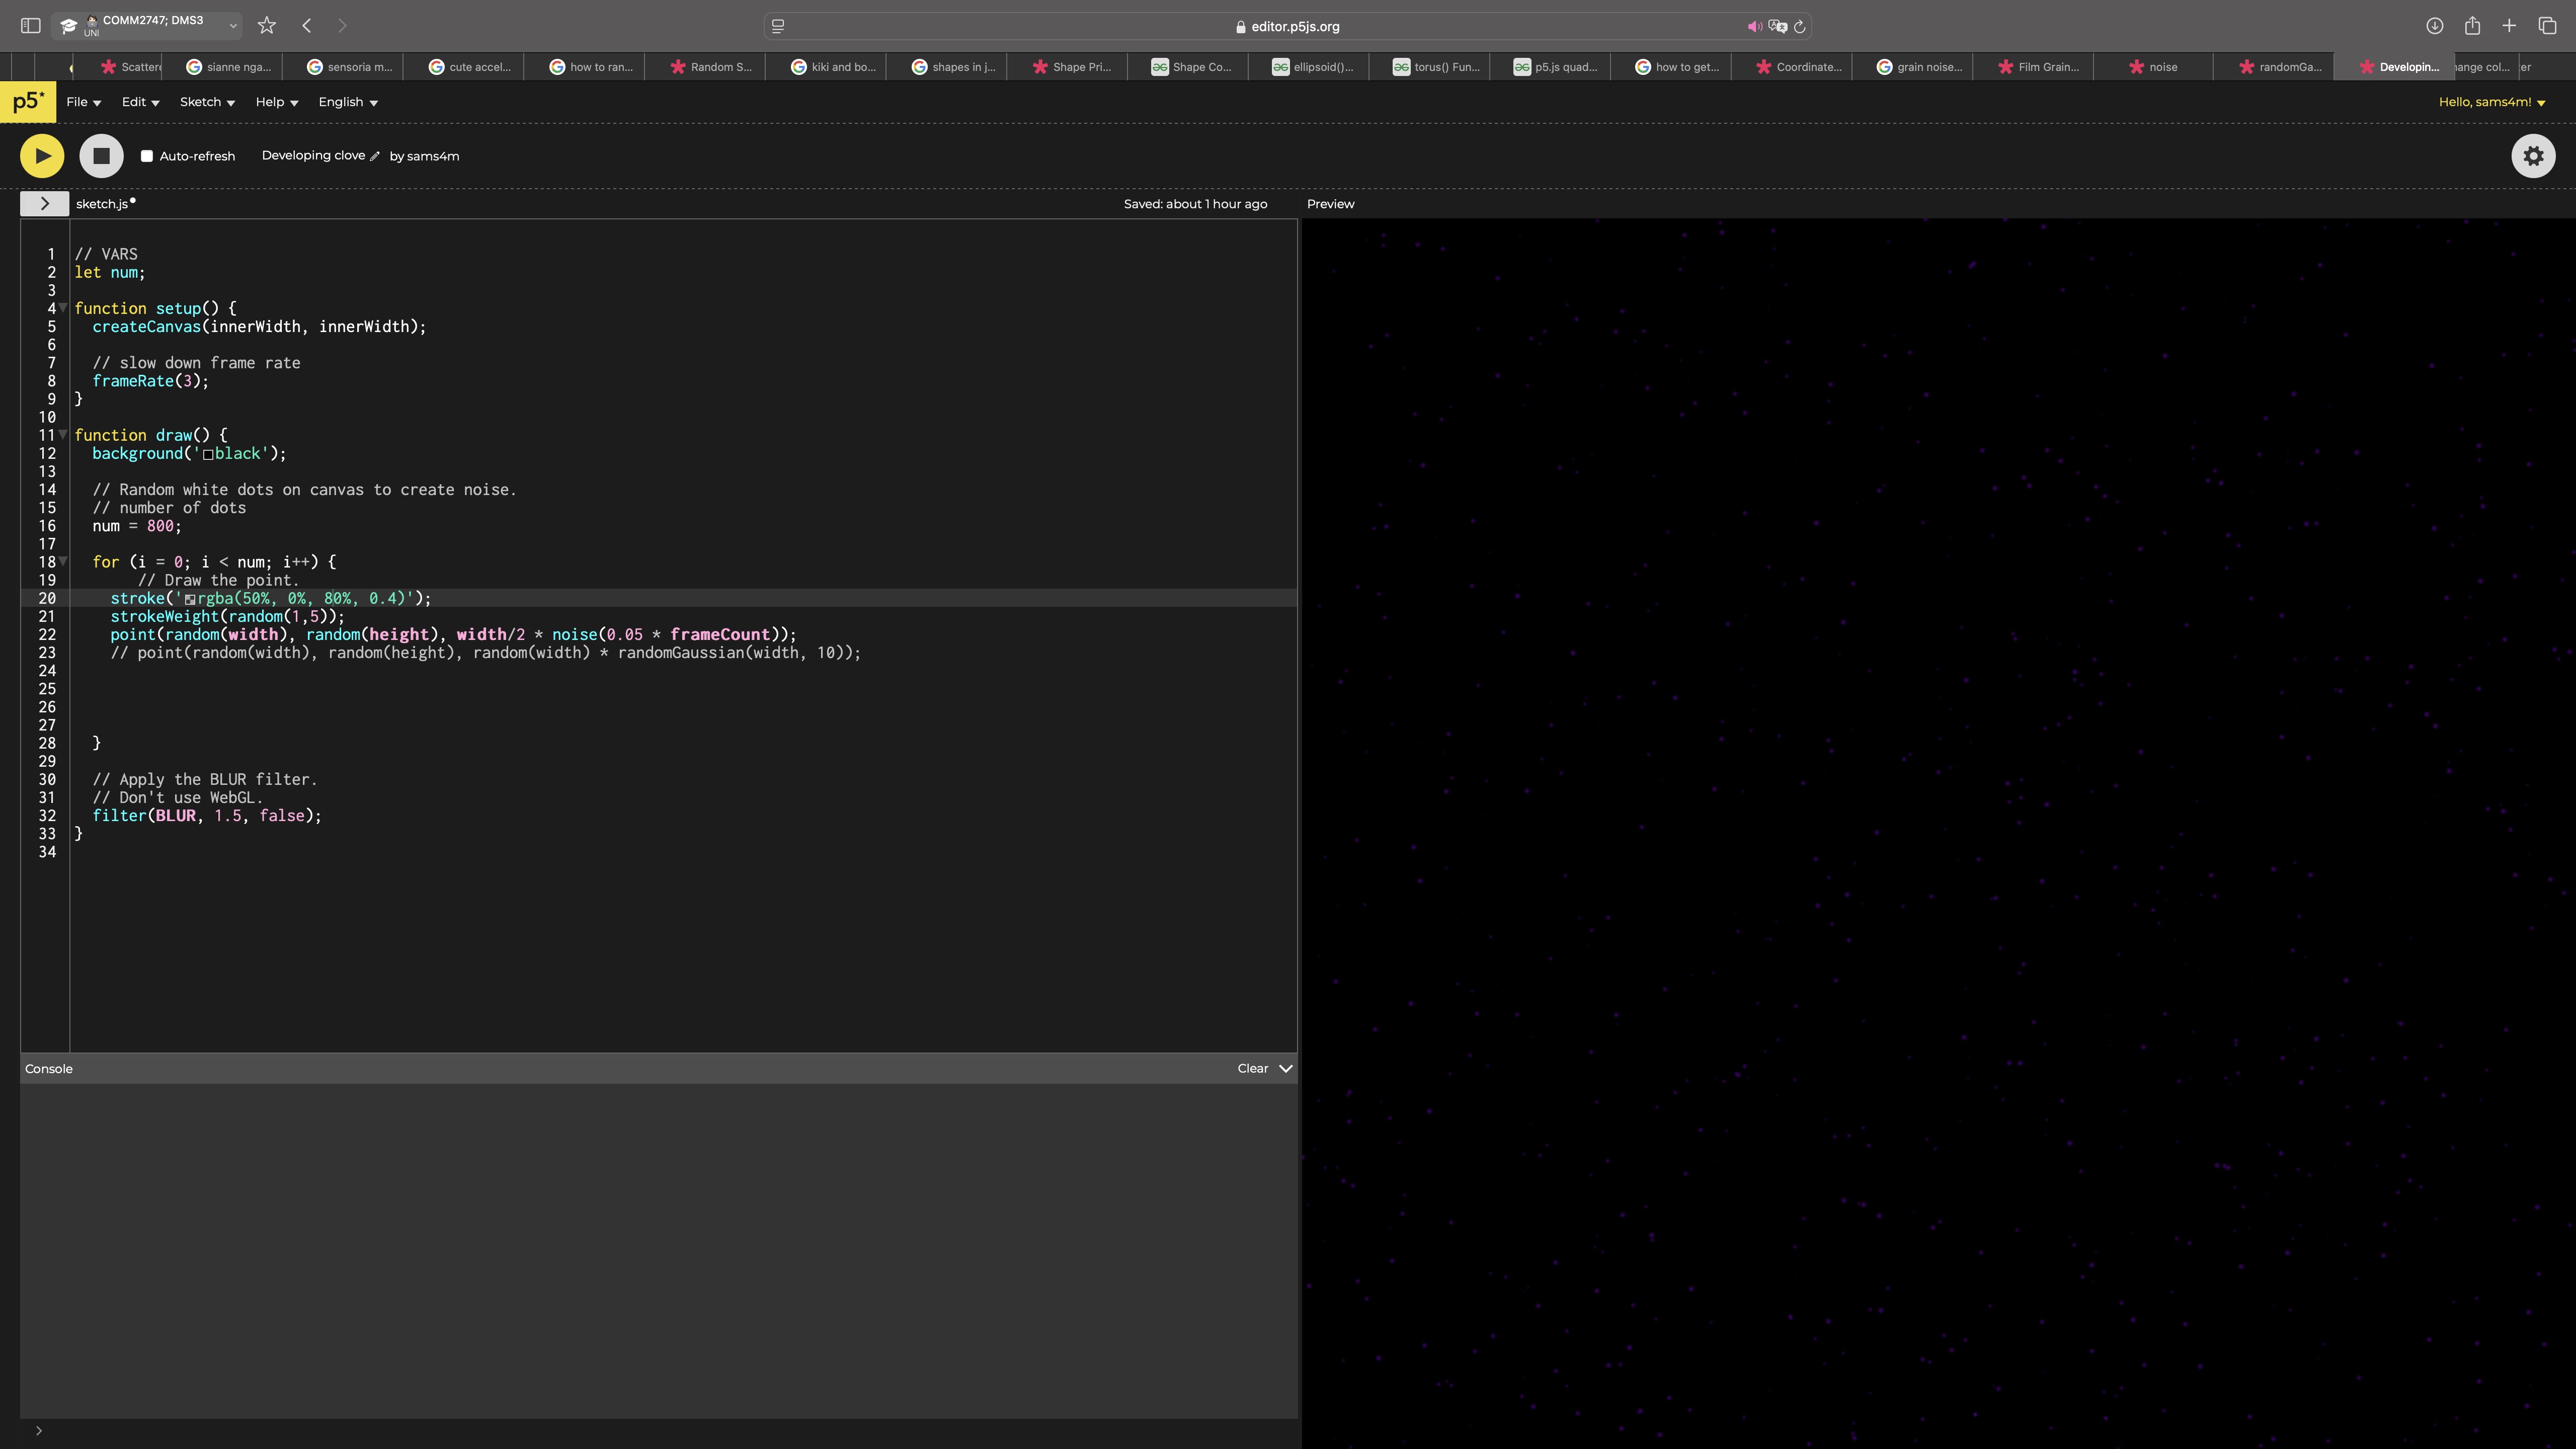 COMM2747; DMS3
UNI
editor.p5js.org
Scatter
sianne nga...
sensoria m...
cute accel...
how to ran...
Random S...
kiki and bo...
shapes in j...
Shape Pri...
Shape Co...
ellipsoid()...
torus() Fun...
p5.js quad...
how to get...
Coordinate...
grain noise...
Film Grain...
noise
randomGa...
Developin...
ange col...
er
p5*
File
Edit
Sketch
Help
English
Hello, sams4m!
Auto-refresh
Developing clove
by sams4m
> sketch.js
Saved: about 1 hour ago
Preview
1 // VARS
2 let num;
3
4 function setup() {
5 createCanvas(innerWidth, innerWidth);
6
7 // slow down frame rate
8 frameRate(3);
9 }
10
11 function draw() {
12 background('black');
13
14 // Random white dots on canvas to create noise.
15 // number of dots
16 num = 800;
17
18 for (i = 0; i < num; i++) {
19 // Draw the point.
20 stroke('rgba(50%, 0%, 80%, 0.4)');
21 strokeWeight(random(1,5));
22 point(random(width), random(height), width/2 * noise(0.05 * frameCount));
23 // point(random(width), random(height), random(width) * randomGaussian(width, 10));
24
25
26
27
28 }
29
30 // Apply the BLUR filter.
31 // Don't use WebGL.
32 filter(BLUR, 1.5, false);
33 }
34
Console
Clear
>